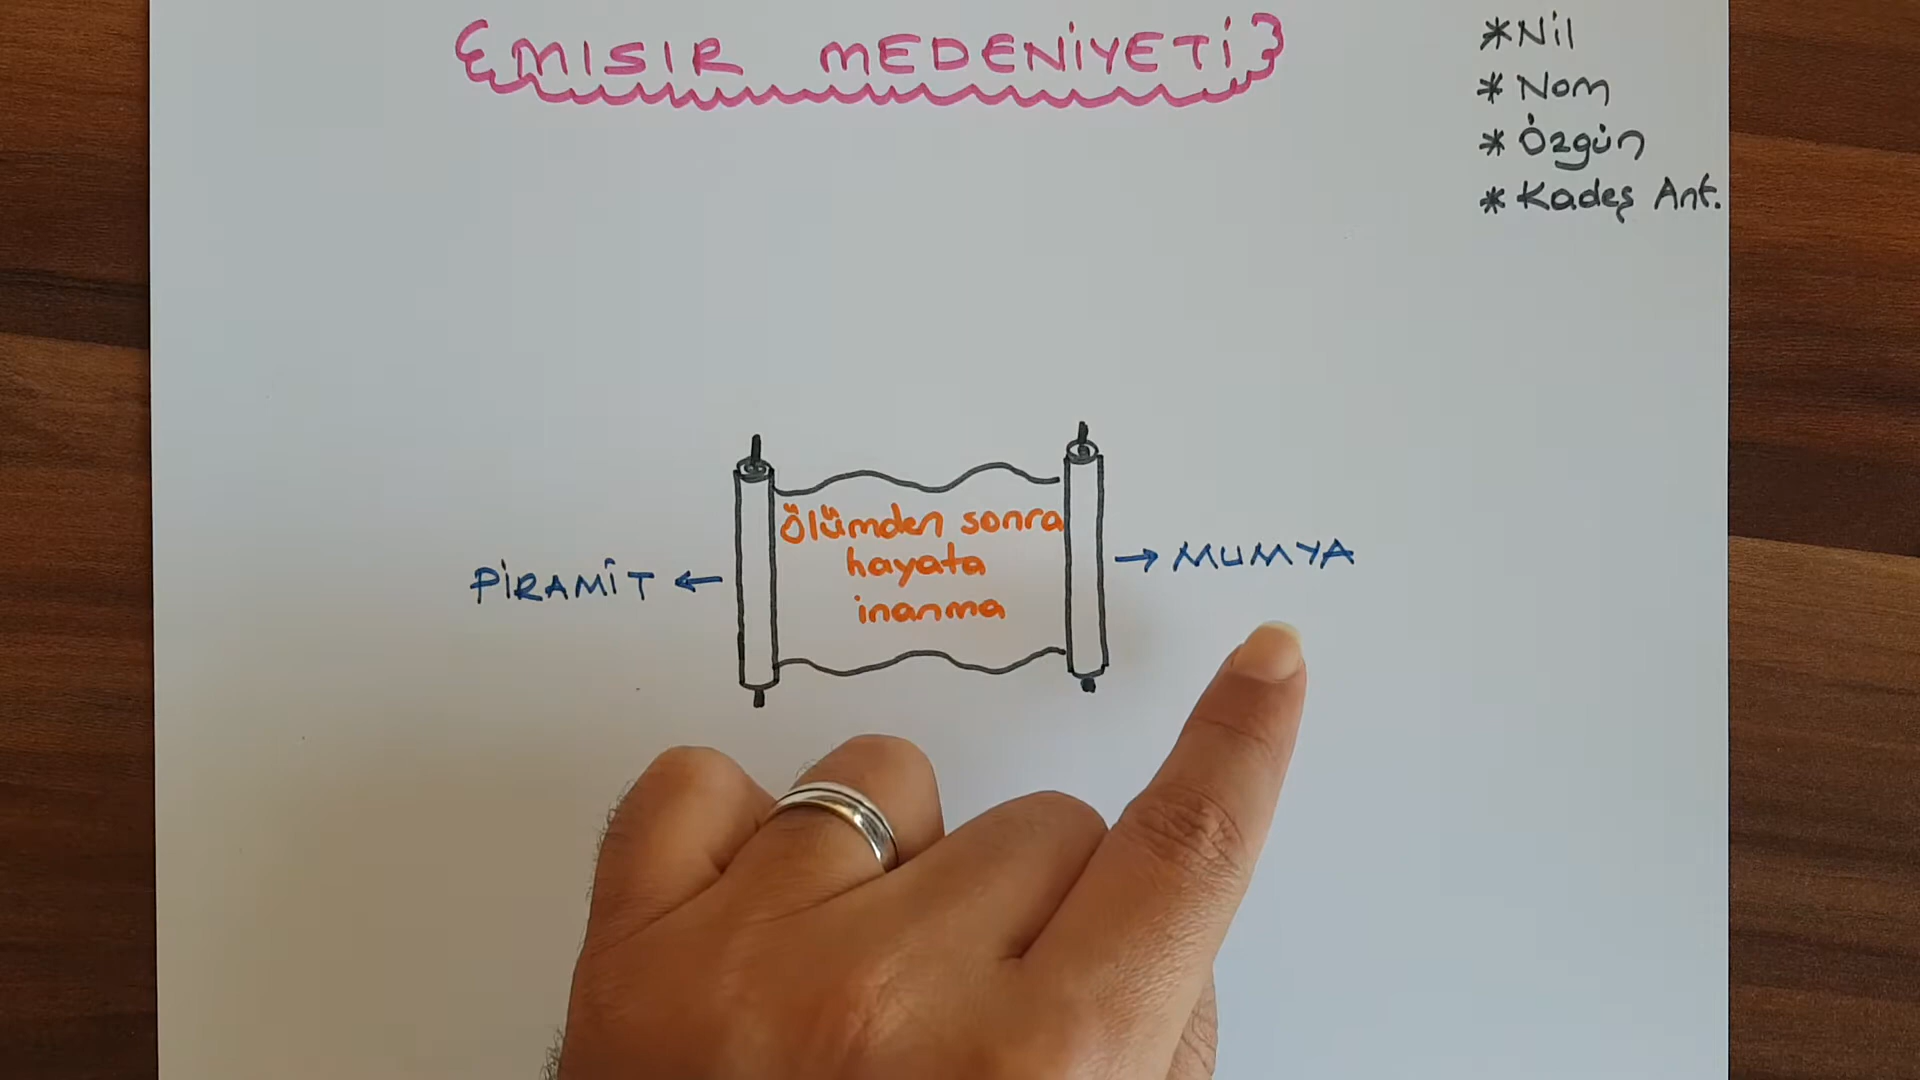 MISIR MEDENİYETİ
*Nil
*Nom
*Özgün
*Kadeş Ant.
Ölümden sonra
hayata
inanma
PİRAMİT ←
→ MUMYA